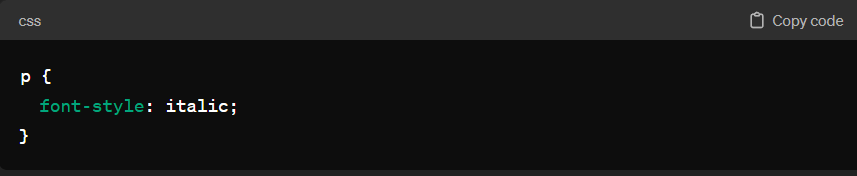 css Copy code
p {
  font-style: italic;
}